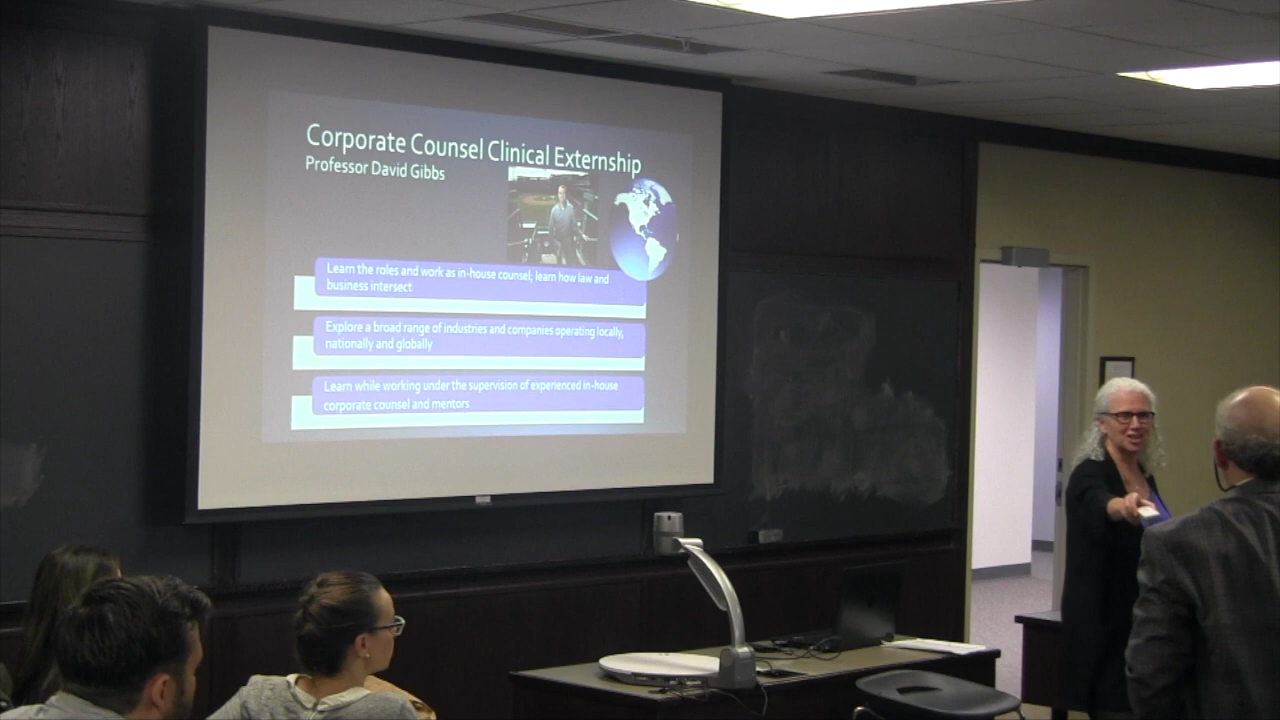 Corporate Counsel Clinical Externship
Professor David Gibbs
Learn the roles and work as in-house counsel; learn how law and
business intersect
Explore a broad range of industries and companies operating locally,
nationally and globally
Learn while working under the supervision of experienced in-house
corporate counsel and mentors